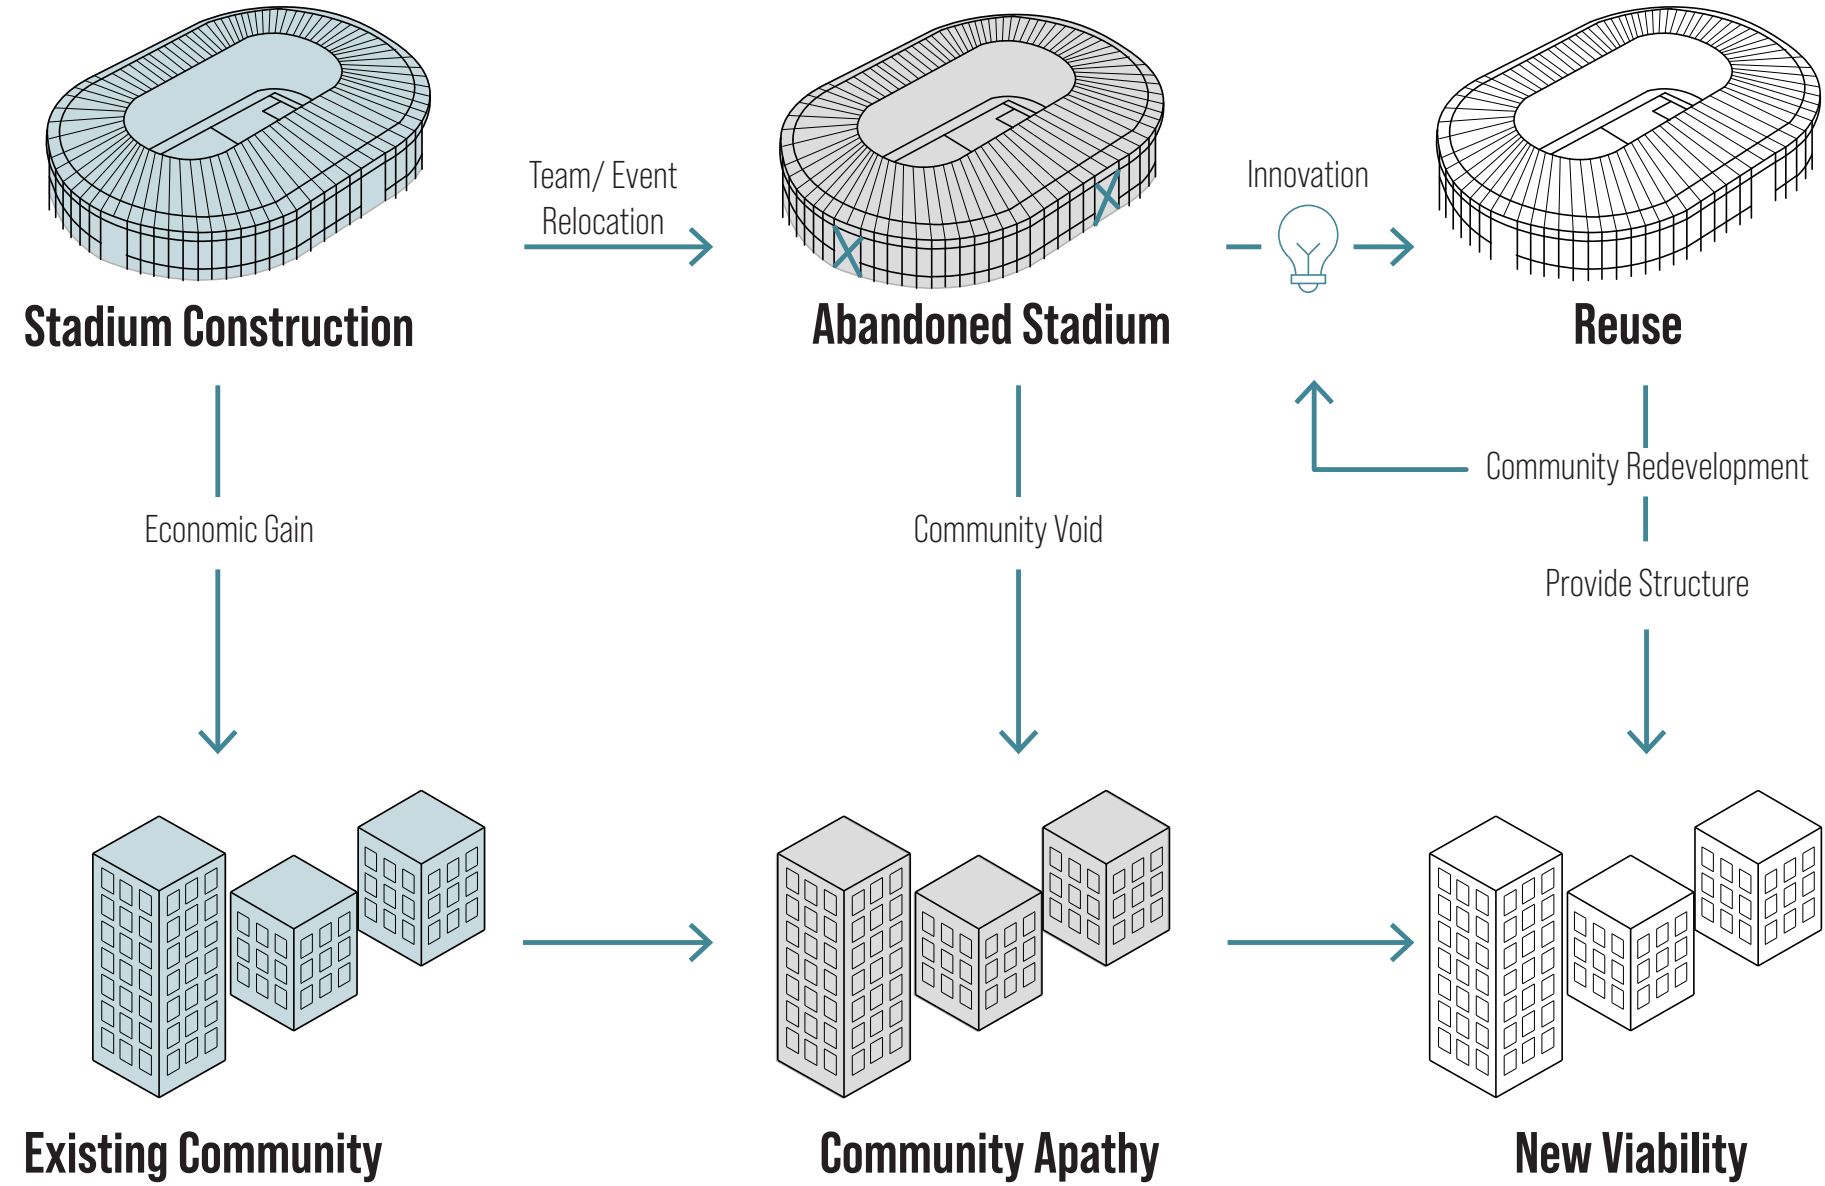 Team/ Event
Relocation
Innovation
Stadium Construction
Abandoned Stadium
Reuse
Community Redevelopment
Economic Gain
Community Void
Provide Structure
Existing Community
Community Apathy
New Viability